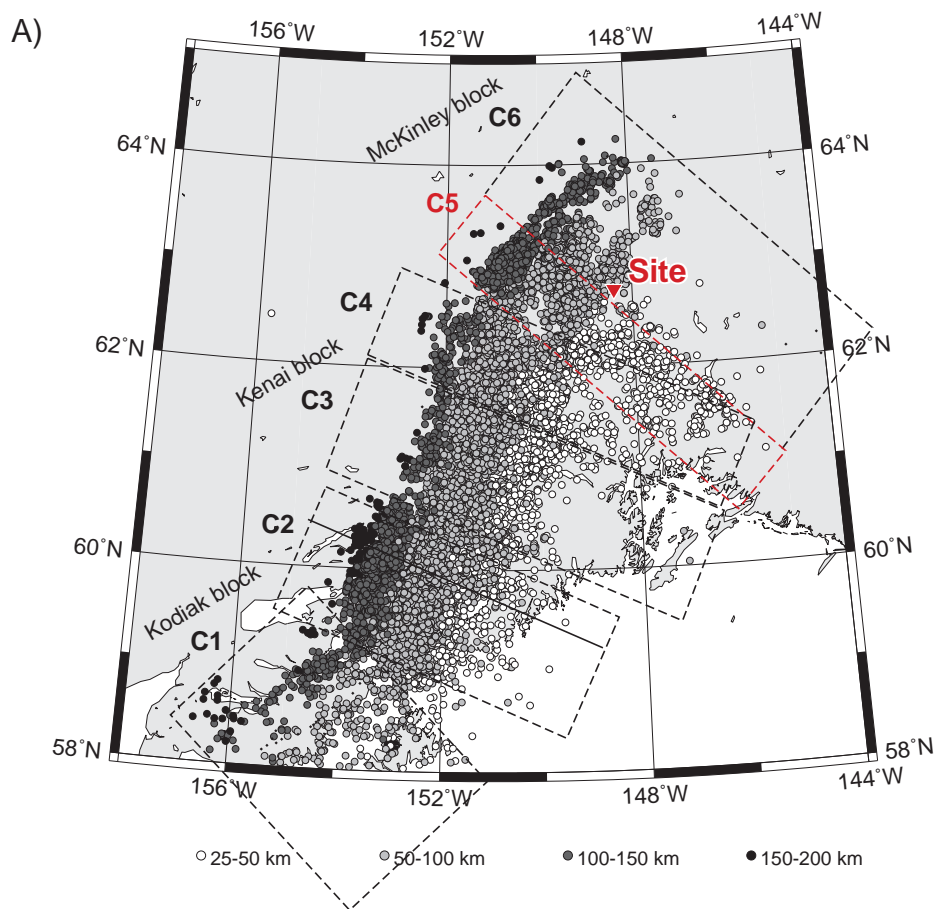 A)
156˚W
152˚W
148˚W
144˚W
McKinley block
C6
64˚N
64˚N
C5
Site
C4
62˚N
62˚N
Kenai block
C3
C2
60˚N
60˚N
Kodiak block
C1
58˚N
58˚N
156˚W
152˚W
148˚W
144˚W
25-50 km
50-100 km
100-150 km
150-200 km